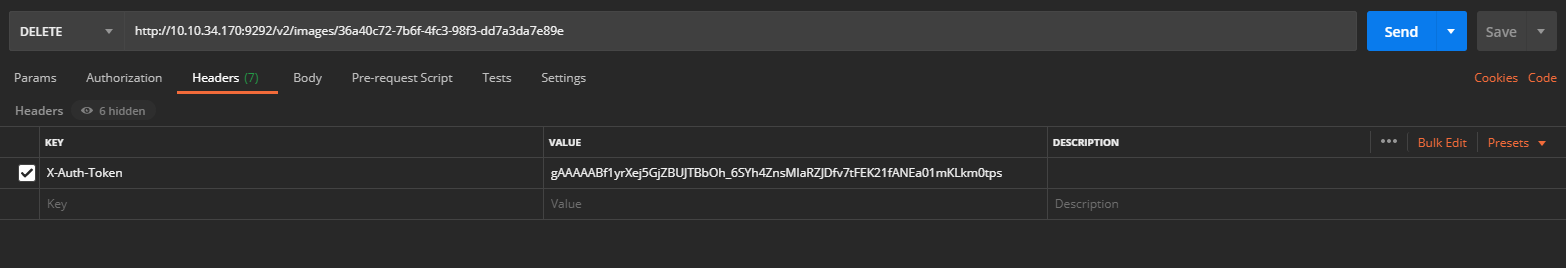 DELETE http://10.10.34.170:9292/v2/images/36a40c72-7b6f-4fc3-98f3-dd7a3da7e89e Send Save
Params Authorization Headers (7) Body Pre-request Script Tests Settings Cookies Code
Headers 6 hidden
KEY VALUE DESCRIPTION ••• Bulk Edit Presets
X-Auth-Token gAAAAABf1yrXej5GjZBUJTBbOh_6SYh4ZnsMlaRZJDfv7tFEK21fANEa01mKLkm0tps
Key Value Description